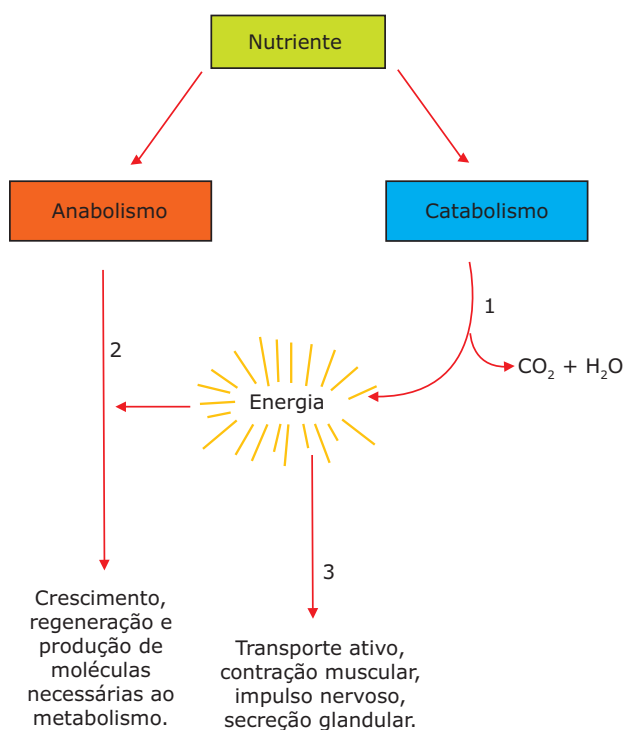 Nutriente
Anabolismo
Catabolismo
1
2
CO₂ + H₂O
Energia
3
Crescimento,
regeneração e
produção de
moléculas
necessárias ao
metabolismo.
Transporte ativo,
contração muscular,
impulso nervoso,
secreção glandular.